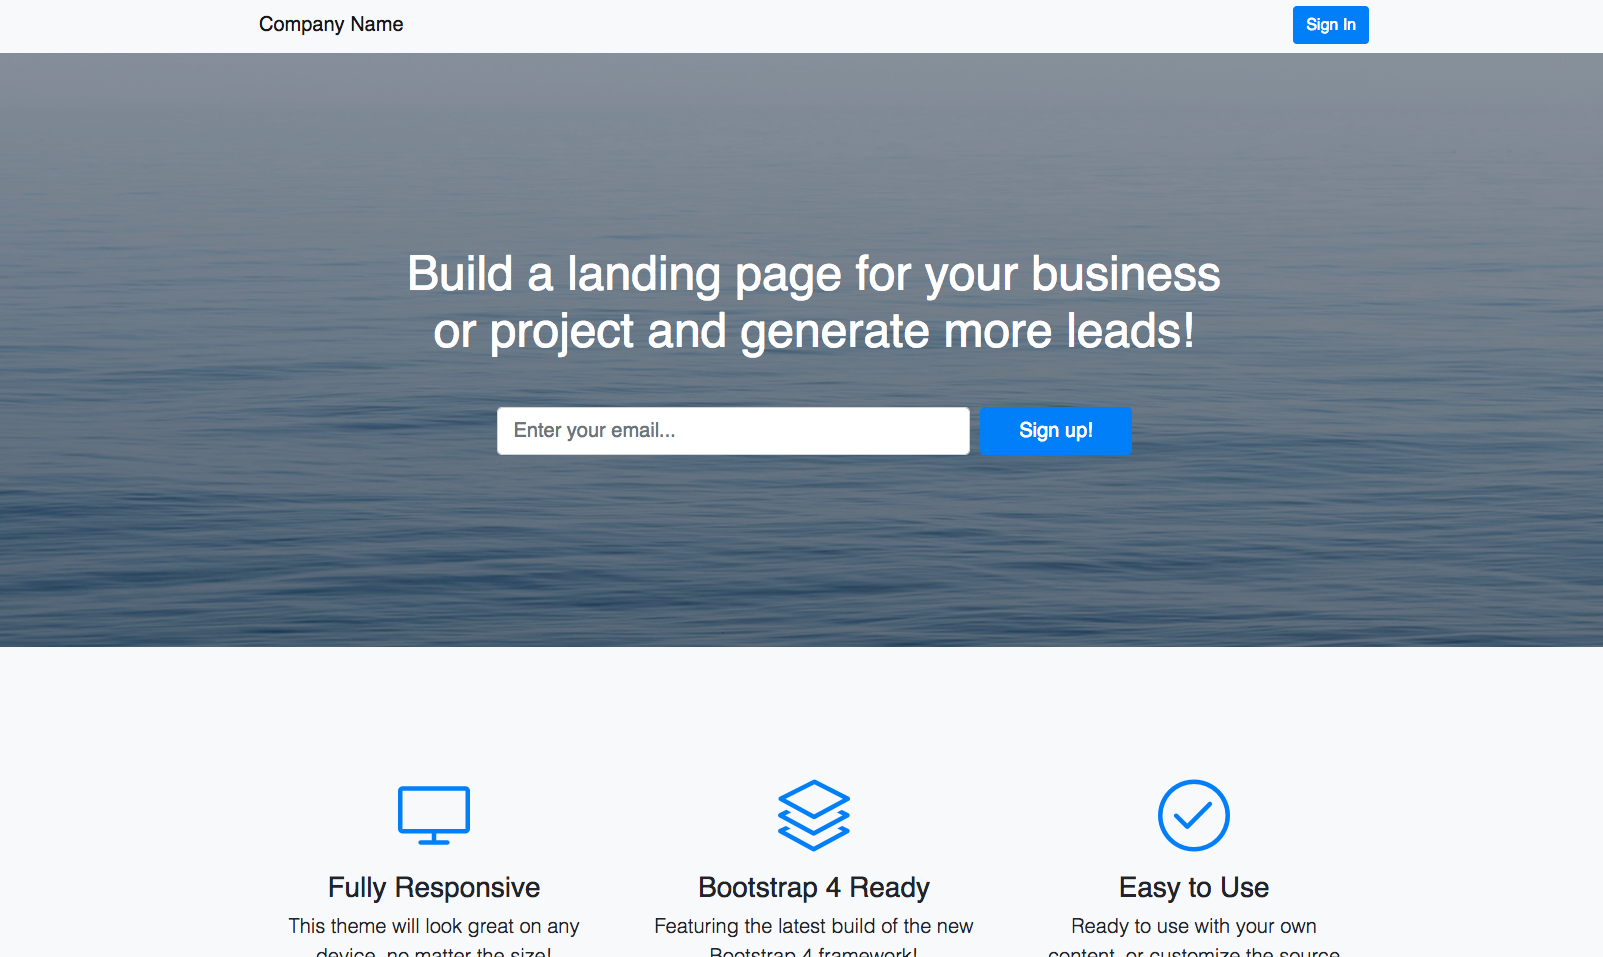 Company Name
Sign In
Build a landing page for your business
or project and generate more leads!
Enter your email...
Sign up!
Fully Responsive
Bootstrap 4 Ready
Easy to Use
This theme will look great on any
device, no matter the size!
Featuring the latest build of the new
Bootstrap 4 framework!
Ready to use with your own
content, or customize the source